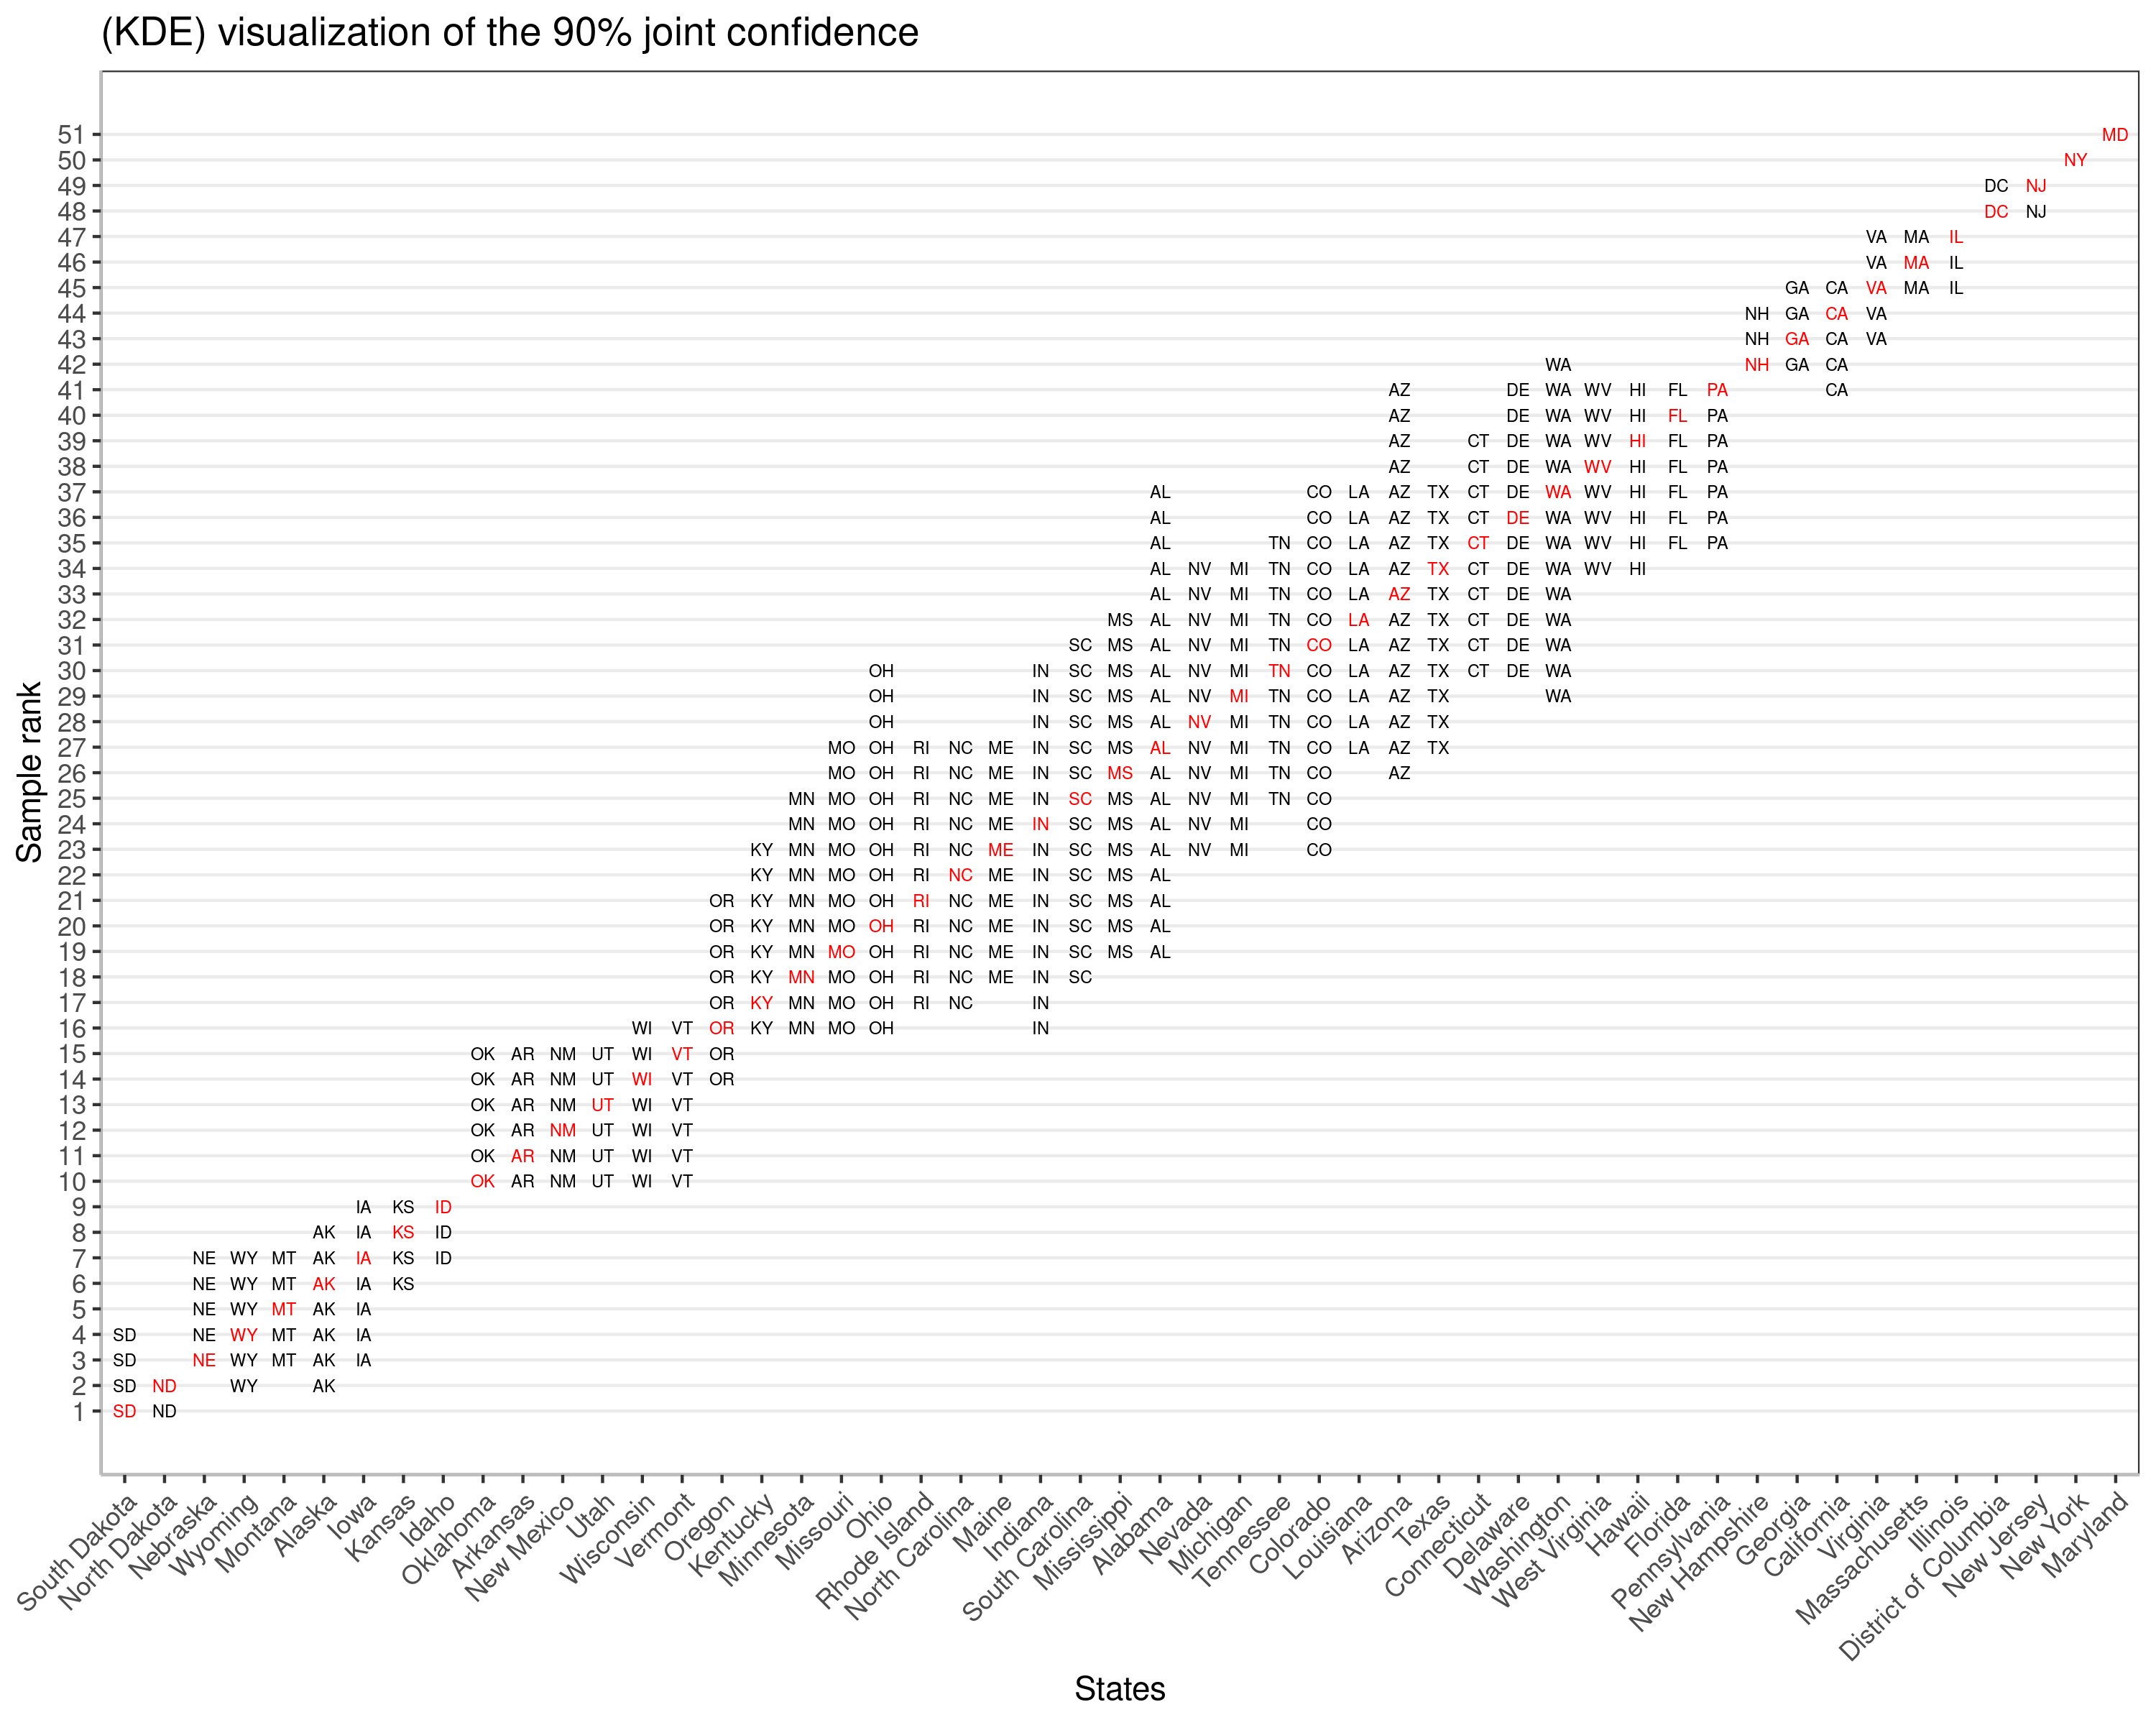 (KDE) visualization of the 90% joint confidence
51 MD
50 NY
49 DC NJ
48 DC NJ
47 VA MA IL
46 VA MA IL
45 GA CA VA MA IL
44 NH GA CA VA
43 NH GA CA VA
42 WA NH GA CA
41 AZ DE WA WV HI FL PA CA
40 AZ DE WA WV HI FL PA
39 AZ CT DE WA WV HI FL PA
38 AZ CT DE WA WV HI FL PA
37 AL CO LA AZ TX CT DE WA WV HI FL PA
36 AL CO LA AZ TX CT DE WA WV HI FL PA
35 AL TN CO LA AZ TX CT DE WA WV HI FL PA
34 AL NV MI TN CO LA AZ TX CT DE WA WV HI
33 AL NV MI TN CO LA AZ TX CT DE WA
32 MS AL NV MI TN CO LA AZ TX CT DE WA
31 SC MS AL NV MI TN CO LA AZ TX CT DE WA
30 OH IN SC MS AL NV MI TN CO LA AZ TX CT DE WA
29 OH IN SC MS AL NV MI TN CO LA AZ TX WA
28 OH IN SC MS AL NV MI TN CO LA AZ TX
27 MO OH RI NC ME IN SC MS AL NV MI TN CO LA AZ TX
26 MO OH RI NC ME IN SC MS AL NV MI TN CO AZ
25 MN MO OH RI NC ME IN SC MS AL NV MI TN CO
24 MN MO OH RI NC ME IN SC MS AL NV MI CO
23 KY MN MO OH RI NC ME IN SC MS AL NV MI CO
22 KY MN MO OH RI NC ME IN SC MS AL
21 OR KY MN MO OH RI NC ME IN SC MS AL
20 OR KY MN MO OH RI NC ME IN SC MS AL
19 OR KY MN MO OH RI NC ME IN SC MS AL
18 OR KY MN MO OH RI NC ME IN SC
17 OR KY MN MO OH RI NC IN
16 WI VT OR KY MN MO OH IN
15 OK AR NM UT WI VT OR
14 OK AR NM UT WI VT OR
13 OK AR NM UT WI VT
12 OK AR NM UT WI VT
11 OK AR NM UT WI VT
10 OK AR NM UT WI VT
9 IA KS ID
8 AK IA KS ID
7 NE WY MT AK IA KS ID
6 NE WY MT AK IA KS
5 NE WY MT AK IA
4 SD NE WY MT AK IA
3 SD NE WY MT AK IA
2 SD ND WY AK
1 SD ND
Sample rank
South Dakota
North Dakota
Nebraska
Wyoming
Montana
Alaska
Iowa
Kansas
Idaho
Oklahoma
Arkansas
New Mexico
Utah
Wisconsin
Vermont
Oregon
Kentucky
Minnesota
Missouri
Ohio
Rhode Island
North Carolina
Maine
Indiana
South Carolina
Mississippi
Alabama
Nevada
Michigan
Tennessee
Colorado
Louisiana
Arizona
Texas
Connecticut
Delaware
Washington
West Virginia
Hawaii
Florida
Pennsylvania
New Hampshire
Georgia
California
Virginia
Massachusetts
Illinois
District of Columbia
New Jersey
New York
Maryland
States